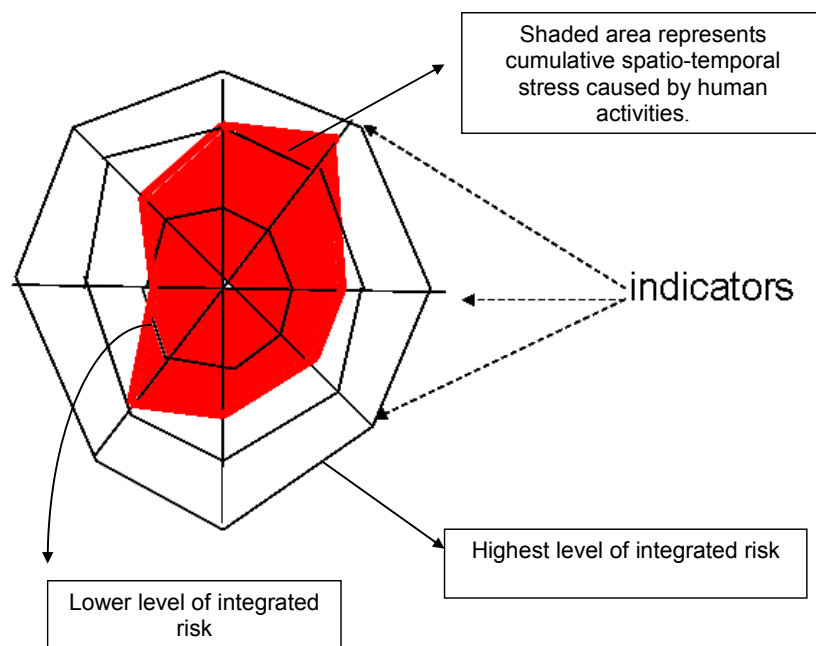 Shaded area represents
cumulative spatio-temporal
stress caused by human
activities.
indicators
Highest level of integrated risk
Lower level of integrated
risk